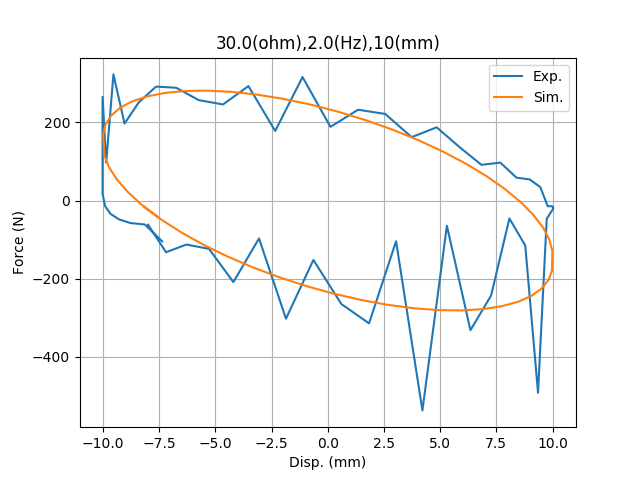 30.0(ohm),2.0(Hz),10(mm)
Exp.
Sim.
200
0
−200
−400
Force (N)
−10.0 −7.5 −5.0 −2.5 0.0 2.5 5.0 7.5 10.0
Disp. (mm)